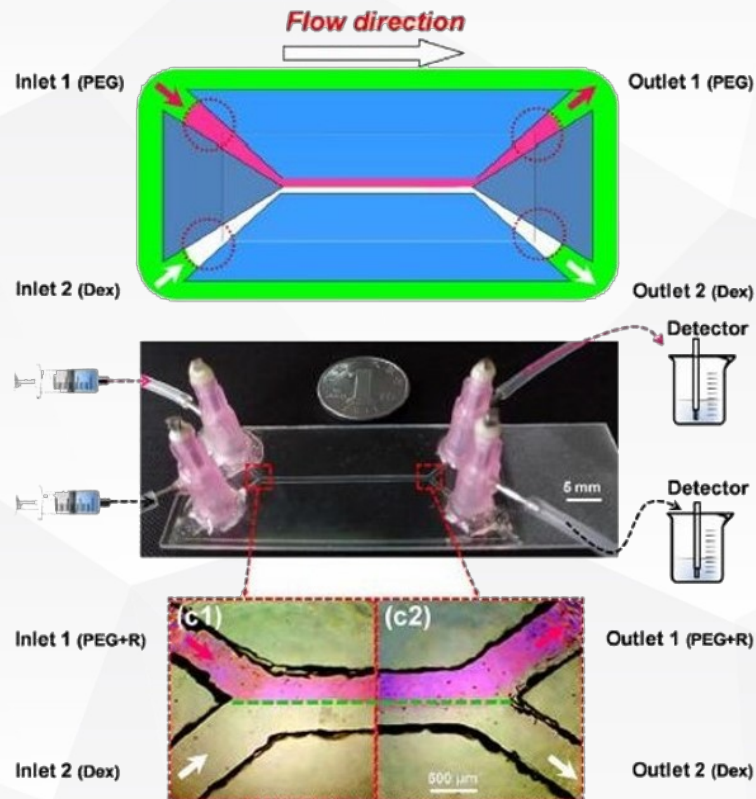 Flow direction
Inlet 1 (PEG)
Outlet 1 (PEG)
Inlet 2 (Dex)
Outlet 2 (Dex)
Detector
1
5 mm
Detector
(c1)
(c2)
Inlet 1 (PEG+R)
Outlet 1 (PEG+R)
Inlet 2 (Dex)
500 μm
Outlet 2 (Dex)